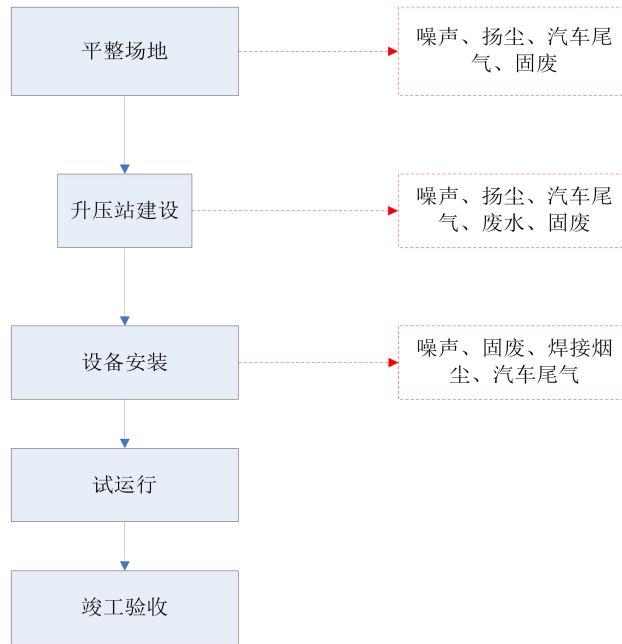 平整场地
噪声、扬尘、汽车尾
气、固废
升压站建设
噪声、扬尘、汽车尾
气、废水、固废
设备安装
噪声、固废、焊接烟
尘、汽车尾气
试运行
竣工验收